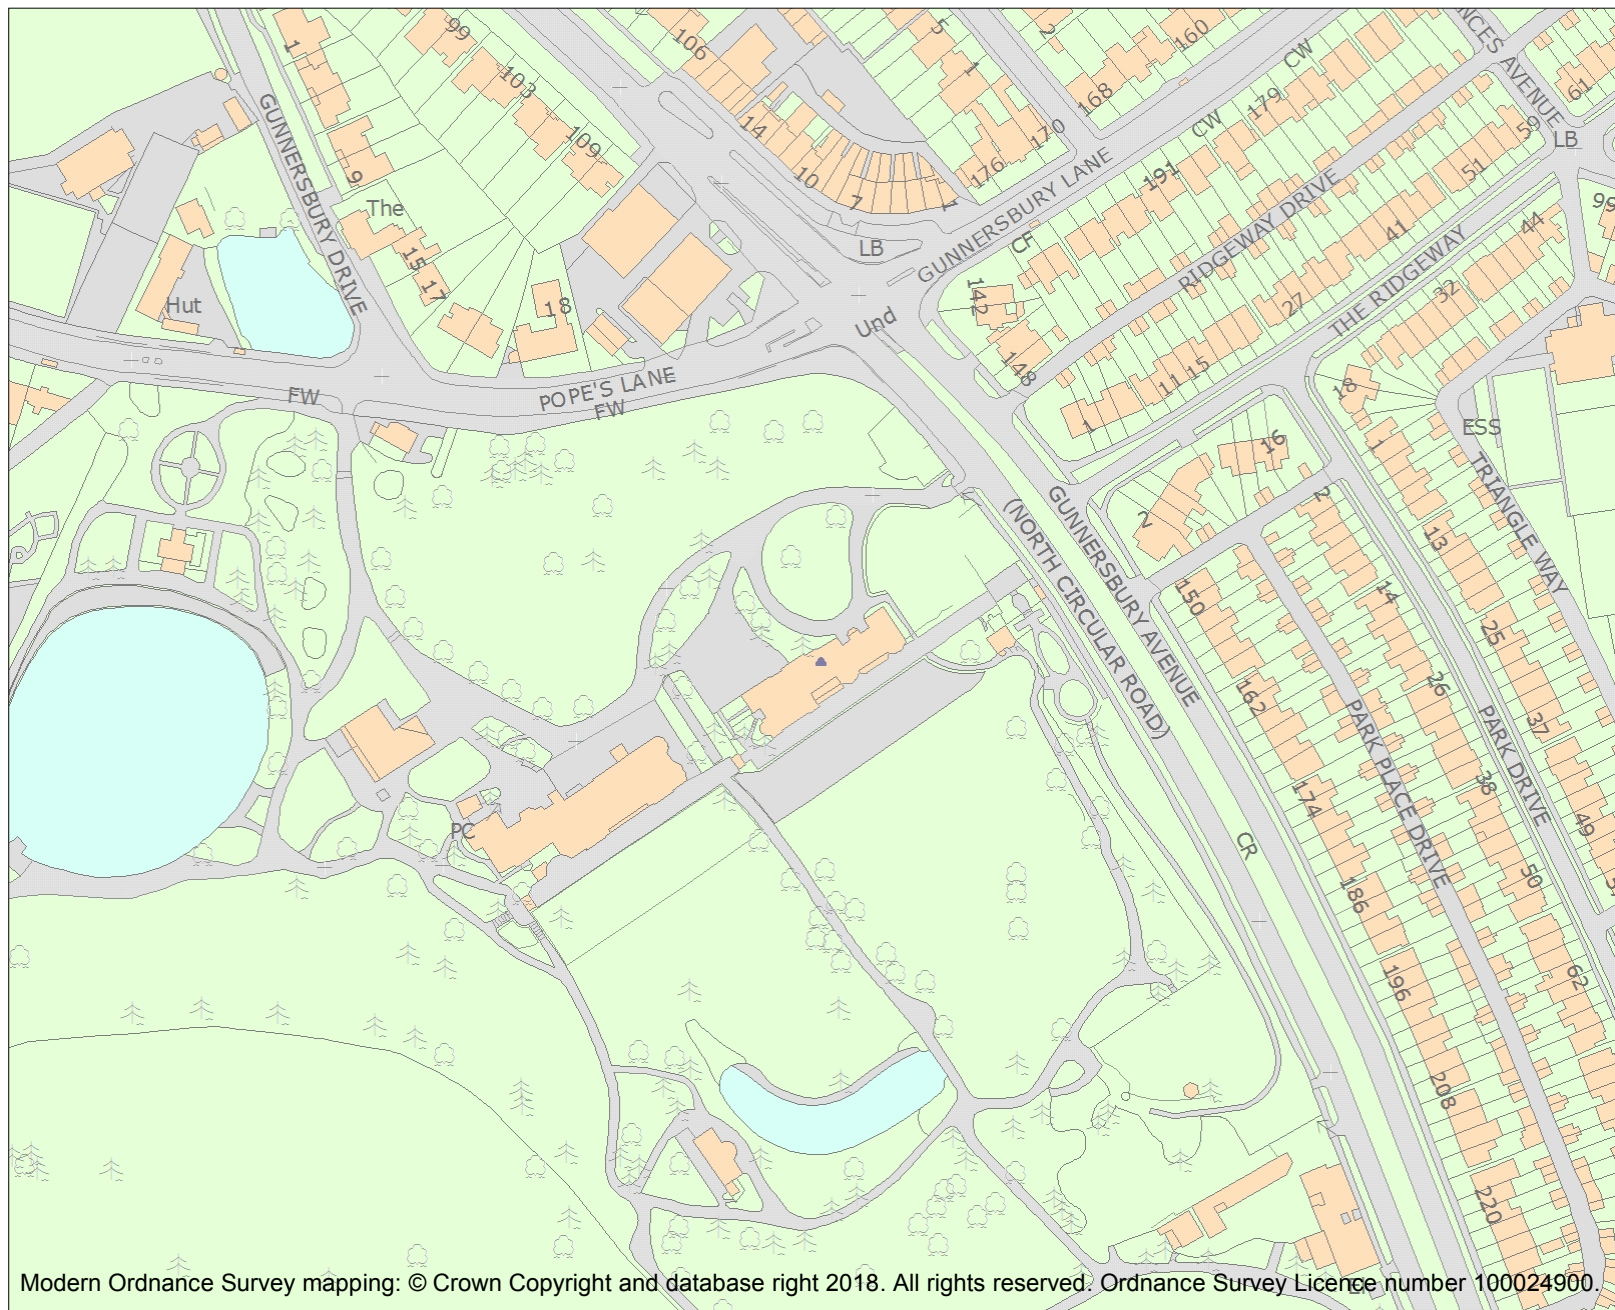 1
99
106
5
2
160
CW
NCES AVENUE
61
GUNNERSBURY DRIVE
103
1
168
179
59
LB
109
14
170
CW
9
10
176
191
51
The
7
1
GUNNERSBURY LANE
RIDGEWAY DRIVE
44
99
15
LB
CF
41
17
Hut
18
142
27
32
THE RIDGEWAY
Und
148
11
15
18
FW
POPE'S LANE
FW
1
16
1
ESS
2
2
TRIANGLE WAY
GUNNERSBURY AVENUE
(NORTH CIRCULAR ROAD)
13
150
14
25
162
26
PARK PLACE DRIVE
PARK DRIVE
37
174
38
49
PC
CR
186
50
196
62
208
220
Modern Ordnance Survey mapping: © Crown Copyright and database right 2018. All rights reserved. Ordnance Survey Licence number 100024900.